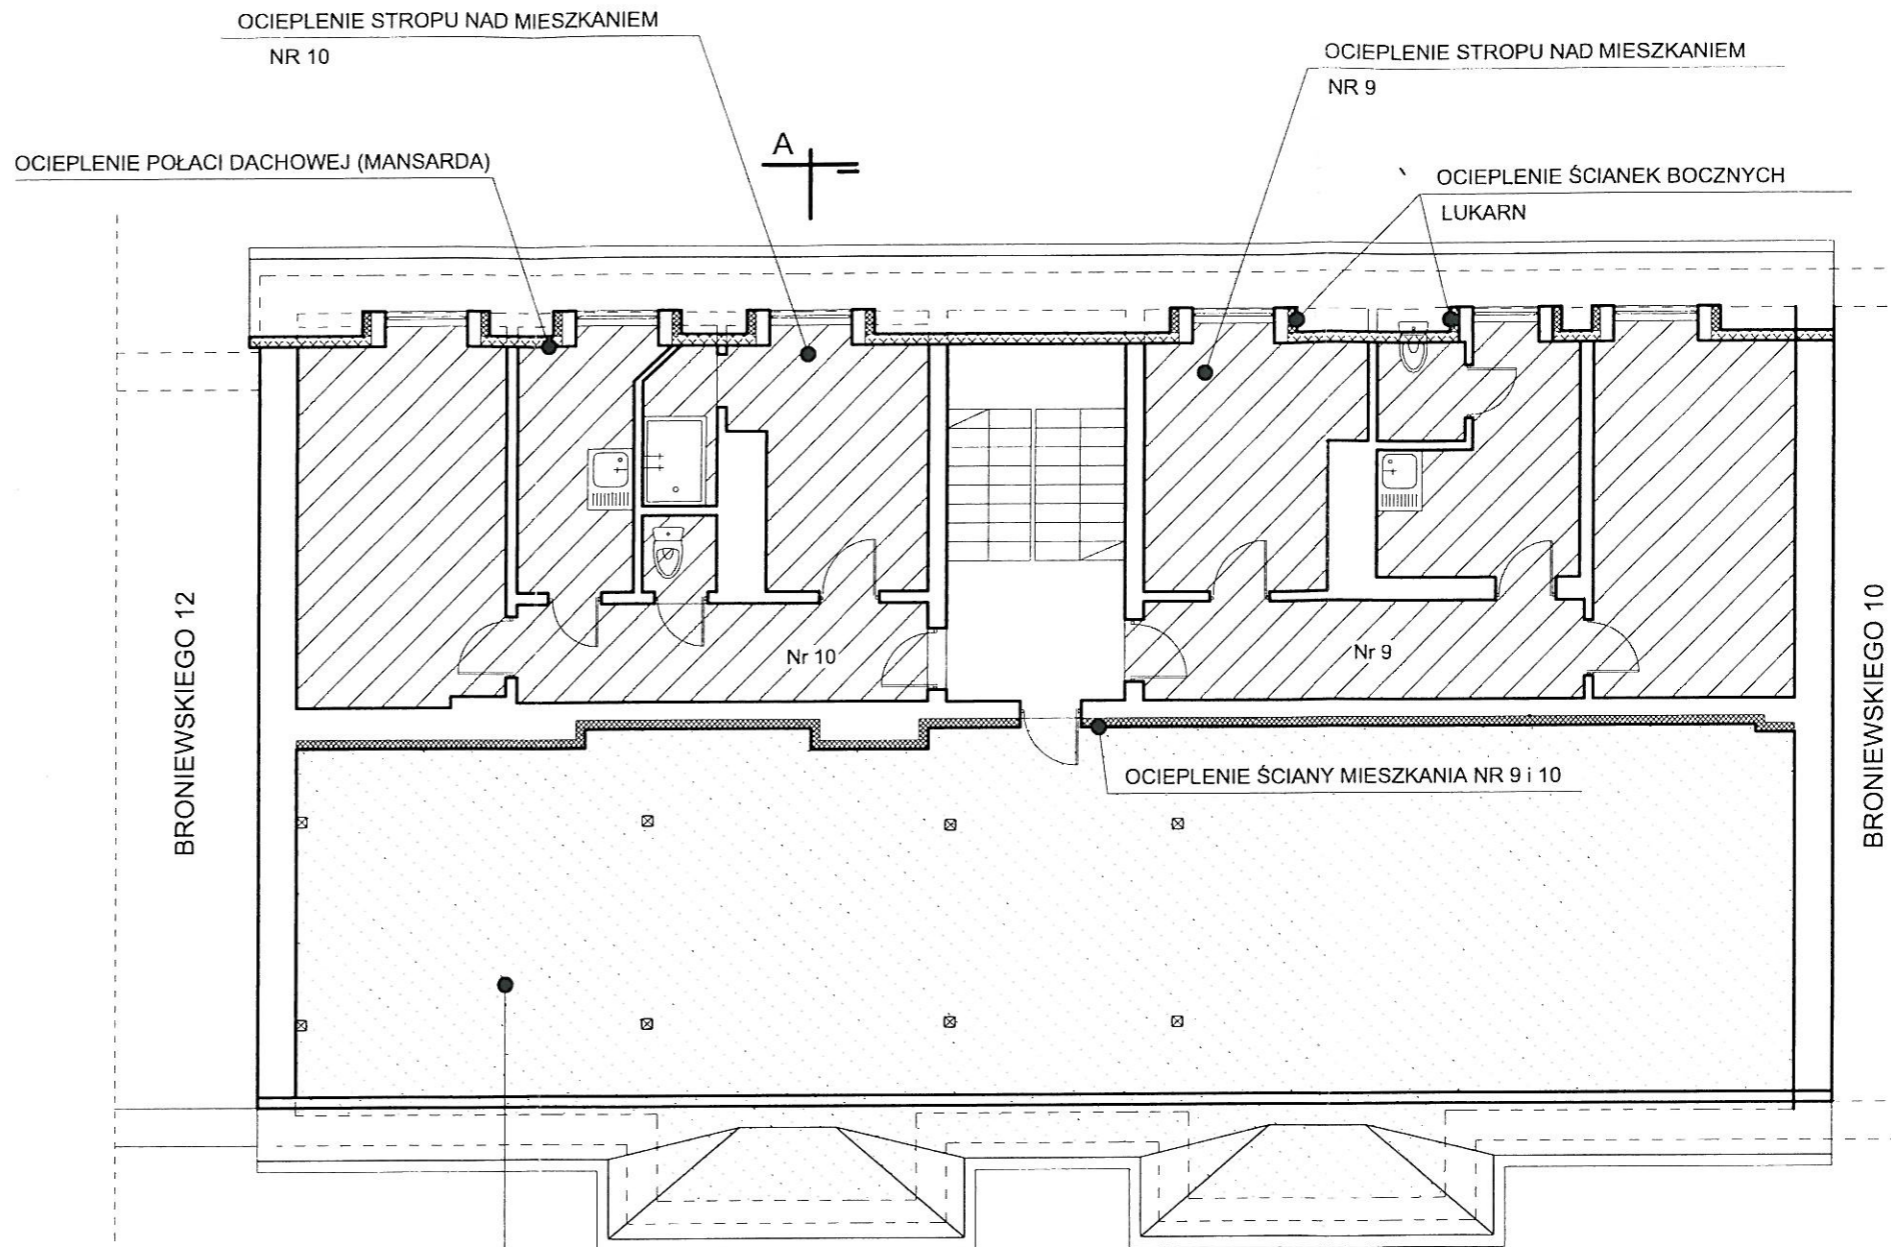 OCIEPLENIE STROPU NAD MIESZKANIEM
NR 10
OCIEPLENIE STROPU NAD MIESZKANIEM
NR 9
A
OCIEPLENIE POŁACI DACHOWEJ (MANSARDA)
OCIEPLENIE ŚCIANEK BOCZNYCH
LUKARN
BRONIEWSKIEGO 12
Nr 10
Nr 9
BRONIEWSKIEGO 10
OCIEPLENIE ŚCIANY MIESZKANIA NR 9 i 10